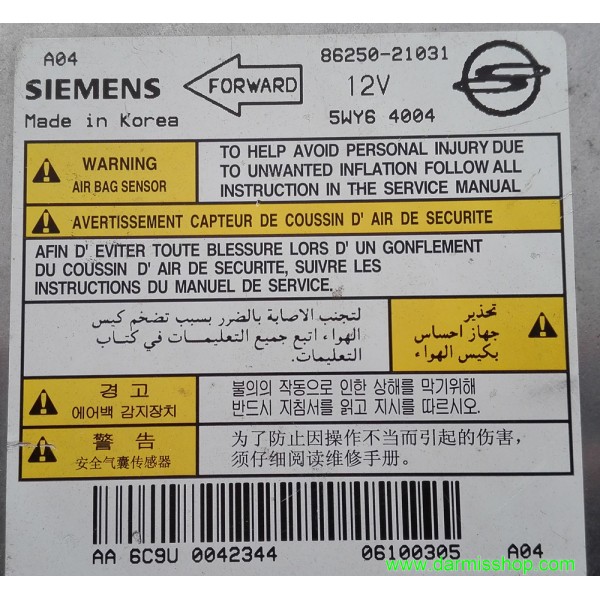 A04
SIEMENS
FORWARD
Made in Korea
86250-21031
12V
5WY6 4004
WARNING
AIR BAG SENSOR
TO HELP AVOID PERSONAL INJURY DUE
TO UNWANTED INFLATION FOLLOW ALL
INSTRUCTION IN THE SERVICE MANUAL
AVERTISSEMENT CAPTEUR DE COUSSIN D' AIR DE SECURITE
AFIN D' EVITER TOUTE BLESSURE LORS D' UN GONFLEMENT
DU COUSSIN D' AIR DE SECURITE, SUIVRE LES
INSTRUCTIONS DU MANUEL DE SERVICE.
تحذير
جهاز احساس
بكيس الهواء
لتجنب الاصابة بالضرر بسبب تضخم كيس
الهواء اتبع جميع التعليمات في كتاب
التعليمات.
경 고
에어백 감지장치
불의의 작동으로 인한 상해를 막기위해
반드시 지침서를 읽고 지시를 따르시오.
警 告
安全气囊传感器
为了防止因操作不当而引起的伤害，
须仔细阅读维修手册。
AA 6C9U 0042344
06100305
A04
www.darmisshop.com